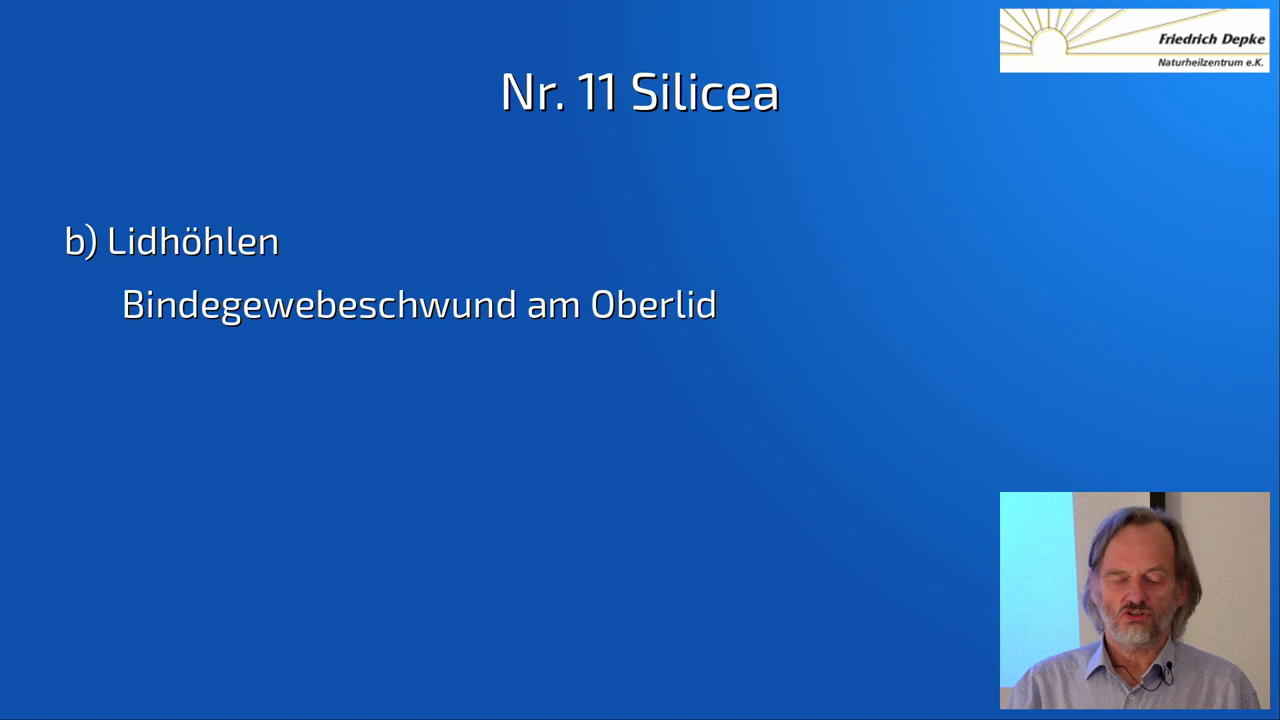 Friedrich Depke
Naturheilzentrum e.K.
Nr. 11 Silicea
b) Lidhöhlen
Bindegewebeschwund am Oberlid